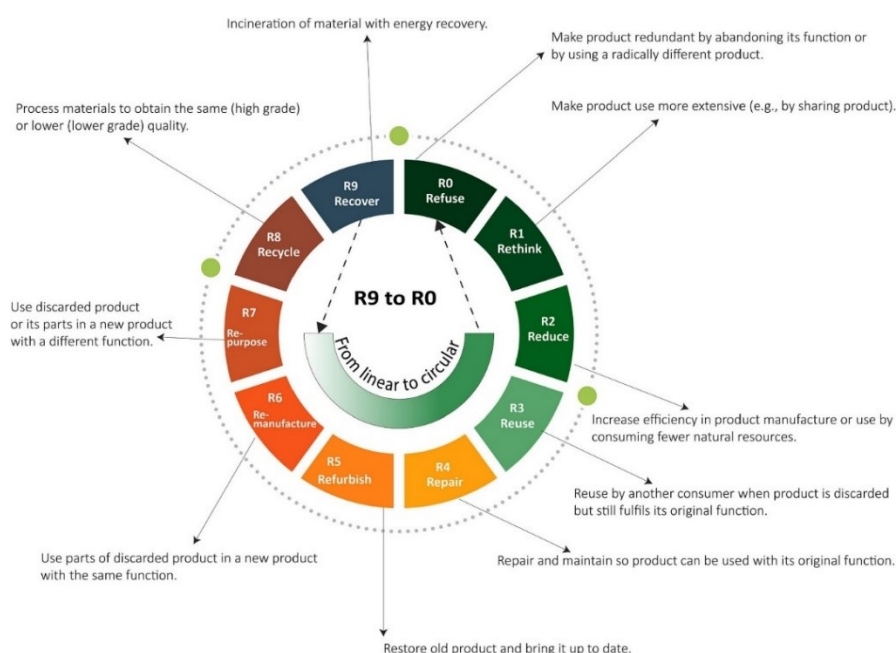 Incineration of material with energy recovery.
Make product redundant by abandoning its function or
by using a radically different product.
Process materials to obtain the same (high grade)
or lower (lower grade) quality.
Make product use more extensive (e.g., by sharing product).
R9
Recover
R0
Refuse
R8
Recycle
R1
Rethink
R9 to R0
Use discarded product
or its parts in a new product
with a different function.
R7
Re-
purpose
R2
Reduce
From linear to circular
R6
Re-
manufacture
R3
Reuse
Increase efficiency in product manufacture or use by
consuming fewer natural resources.
R5
Refurbish
R4
Repair
Reuse by another consumer when product is discarded
but still fulfils its original function.
Use parts of discarded product in a new product
with the same function.
Repair and maintain so product can be used with its original function.
Restore old product and bring it up to date.